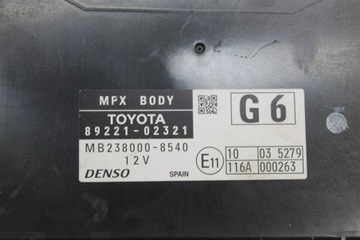 MPX BODY
TOYOTA
89221-02321
G6
MB238000-8540
12V
DENSO
SPAIN
E11
10 03 5279
116A 000263